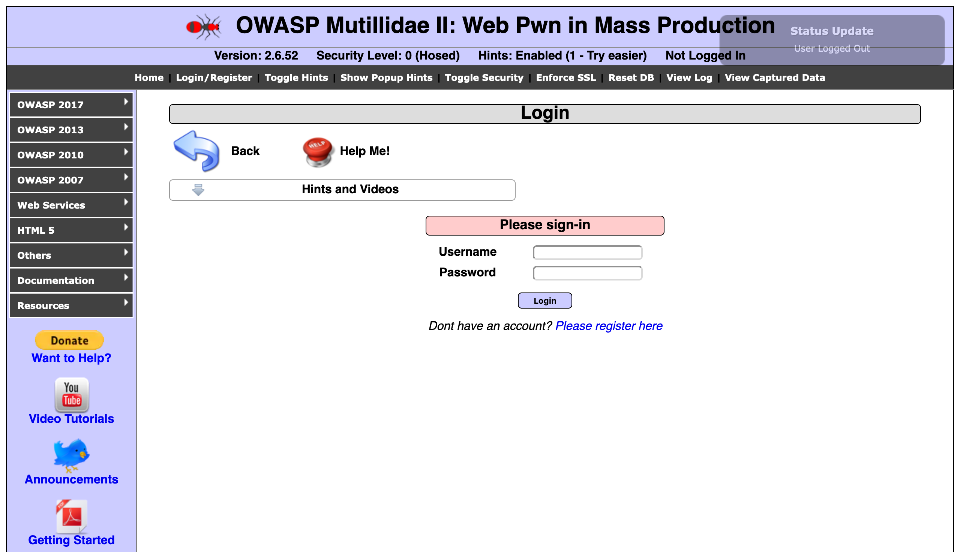 OWASP Mutillidae II: Web Pwn in Mass Production
Status Update
User Logged Out
Version: 2.6.52 Security Level: 0 (Hosed) Hints: Enabled (1 - Try easier) Not Logged In
Home | Login/Register | Toggle Hints | Show Popup Hints | Toggle Security | Enforce SSL | Reset DB | View Log | View Captured Data
OWASP 2017
OWASP 2013
OWASP 2010
OWASP 2007
Web Services
HTML 5
Others
Documentation
Resources
Donate
Want to Help?
You
Tube
Video Tutorials
Announcements
Getting Started
Login
Back
HELP
Help Me!
Hints and Videos
Please sign-in
Username
Password
Login
Dont have an account? Please register here